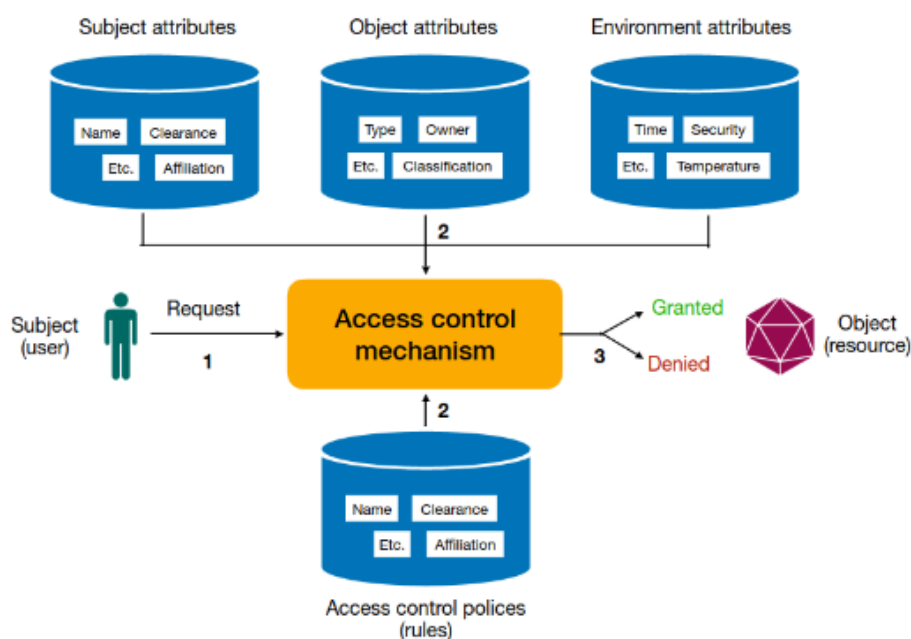 Subject attributes
Object attributes
Environment attributes
Name
Clearance
Etc.
Affiliation
Type
Owner
Etc.
Classification
Time
Security
Etc.
Temperature
2
Subject
(user)
Request
1
Access control
mechanism
3
Granted
Denied
Object
(resource)
2
Name
Clearance
Etc.
Affiliation
Access control polices
(rules)